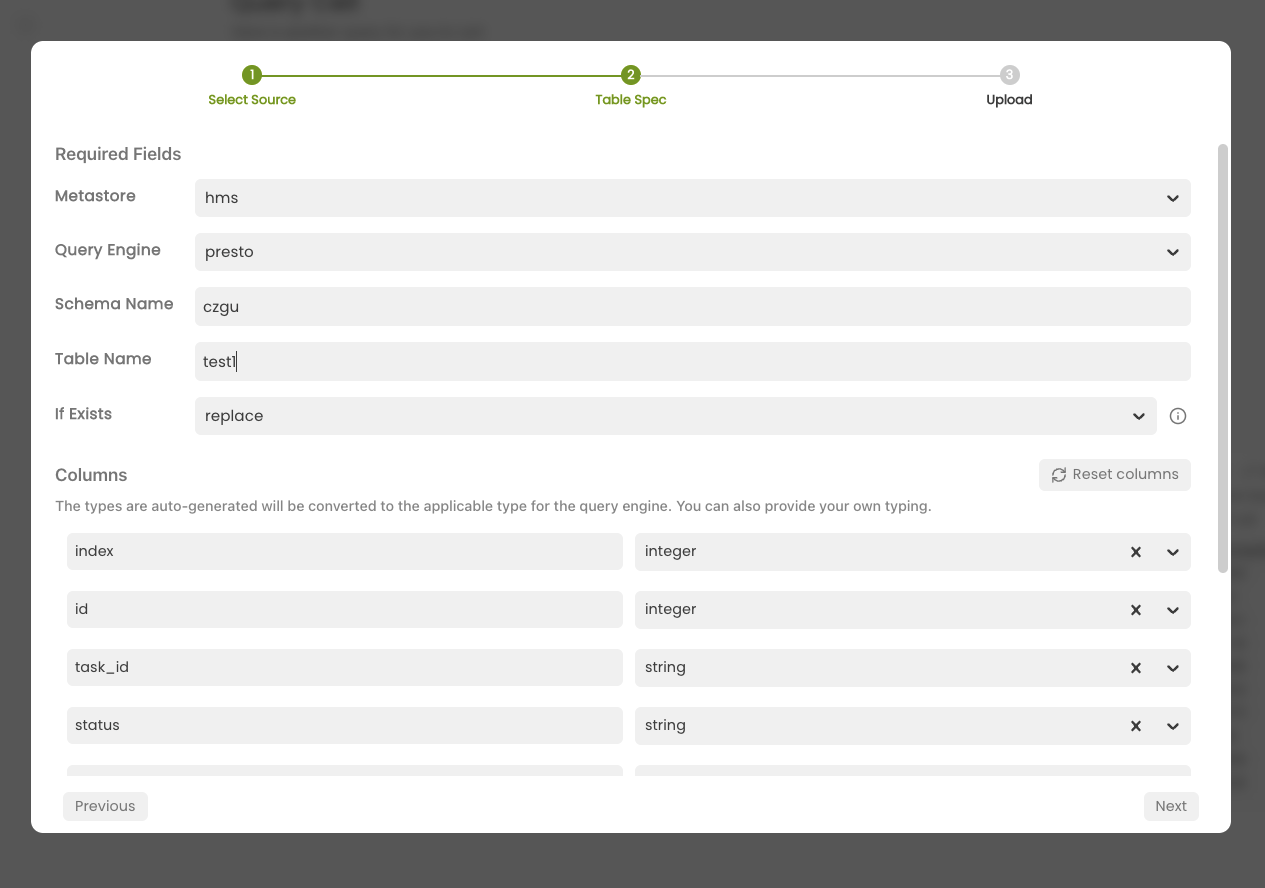 1
2
3
Select Source
Table Spec
Upload
Required Fields
Metastore
hms
Query Engine
presto
Schema Name
czgu
Table Name
test1
If Exists
replace
Columns
Reset columns
The types are auto-generated will be converted to the applicable type for the query engine. You can also provide your own typing.
index
integer
id
integer
task_id
string
status
string
Previous
Next